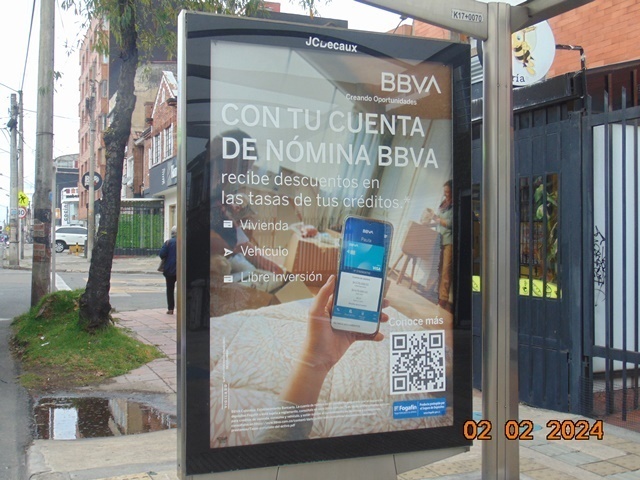 K17+0070
JCDecaux
BBVA
Creando Oportunidades
CON TU CUENTA
DE NÓMINA BBVA
recibe descuentos en
las tasas de tus créditos.*
Vivienda
Vehículo
Libre Inversión
BBVA
Conoce más
Fogafín
02 02 2024